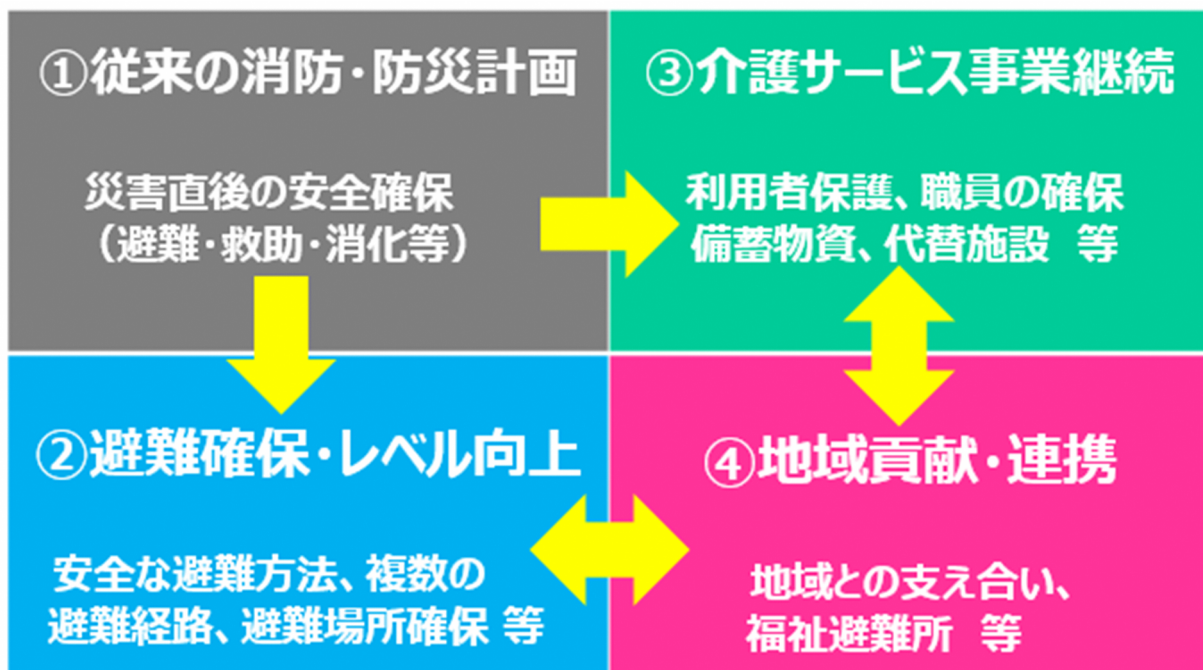 ①従来の消防・防災計画
災害直後の安全確保
（避難・救助・消化等）
②避難確保・レベル向上
安全な避難方法、複数の
避難経路、避難場所確保 等
③介護サービス事業継続
利用者保護、職員の確保
備蓄物資、代替施設 等
④地域貢献・連携
地域との支え合い、
福祉避難所 等